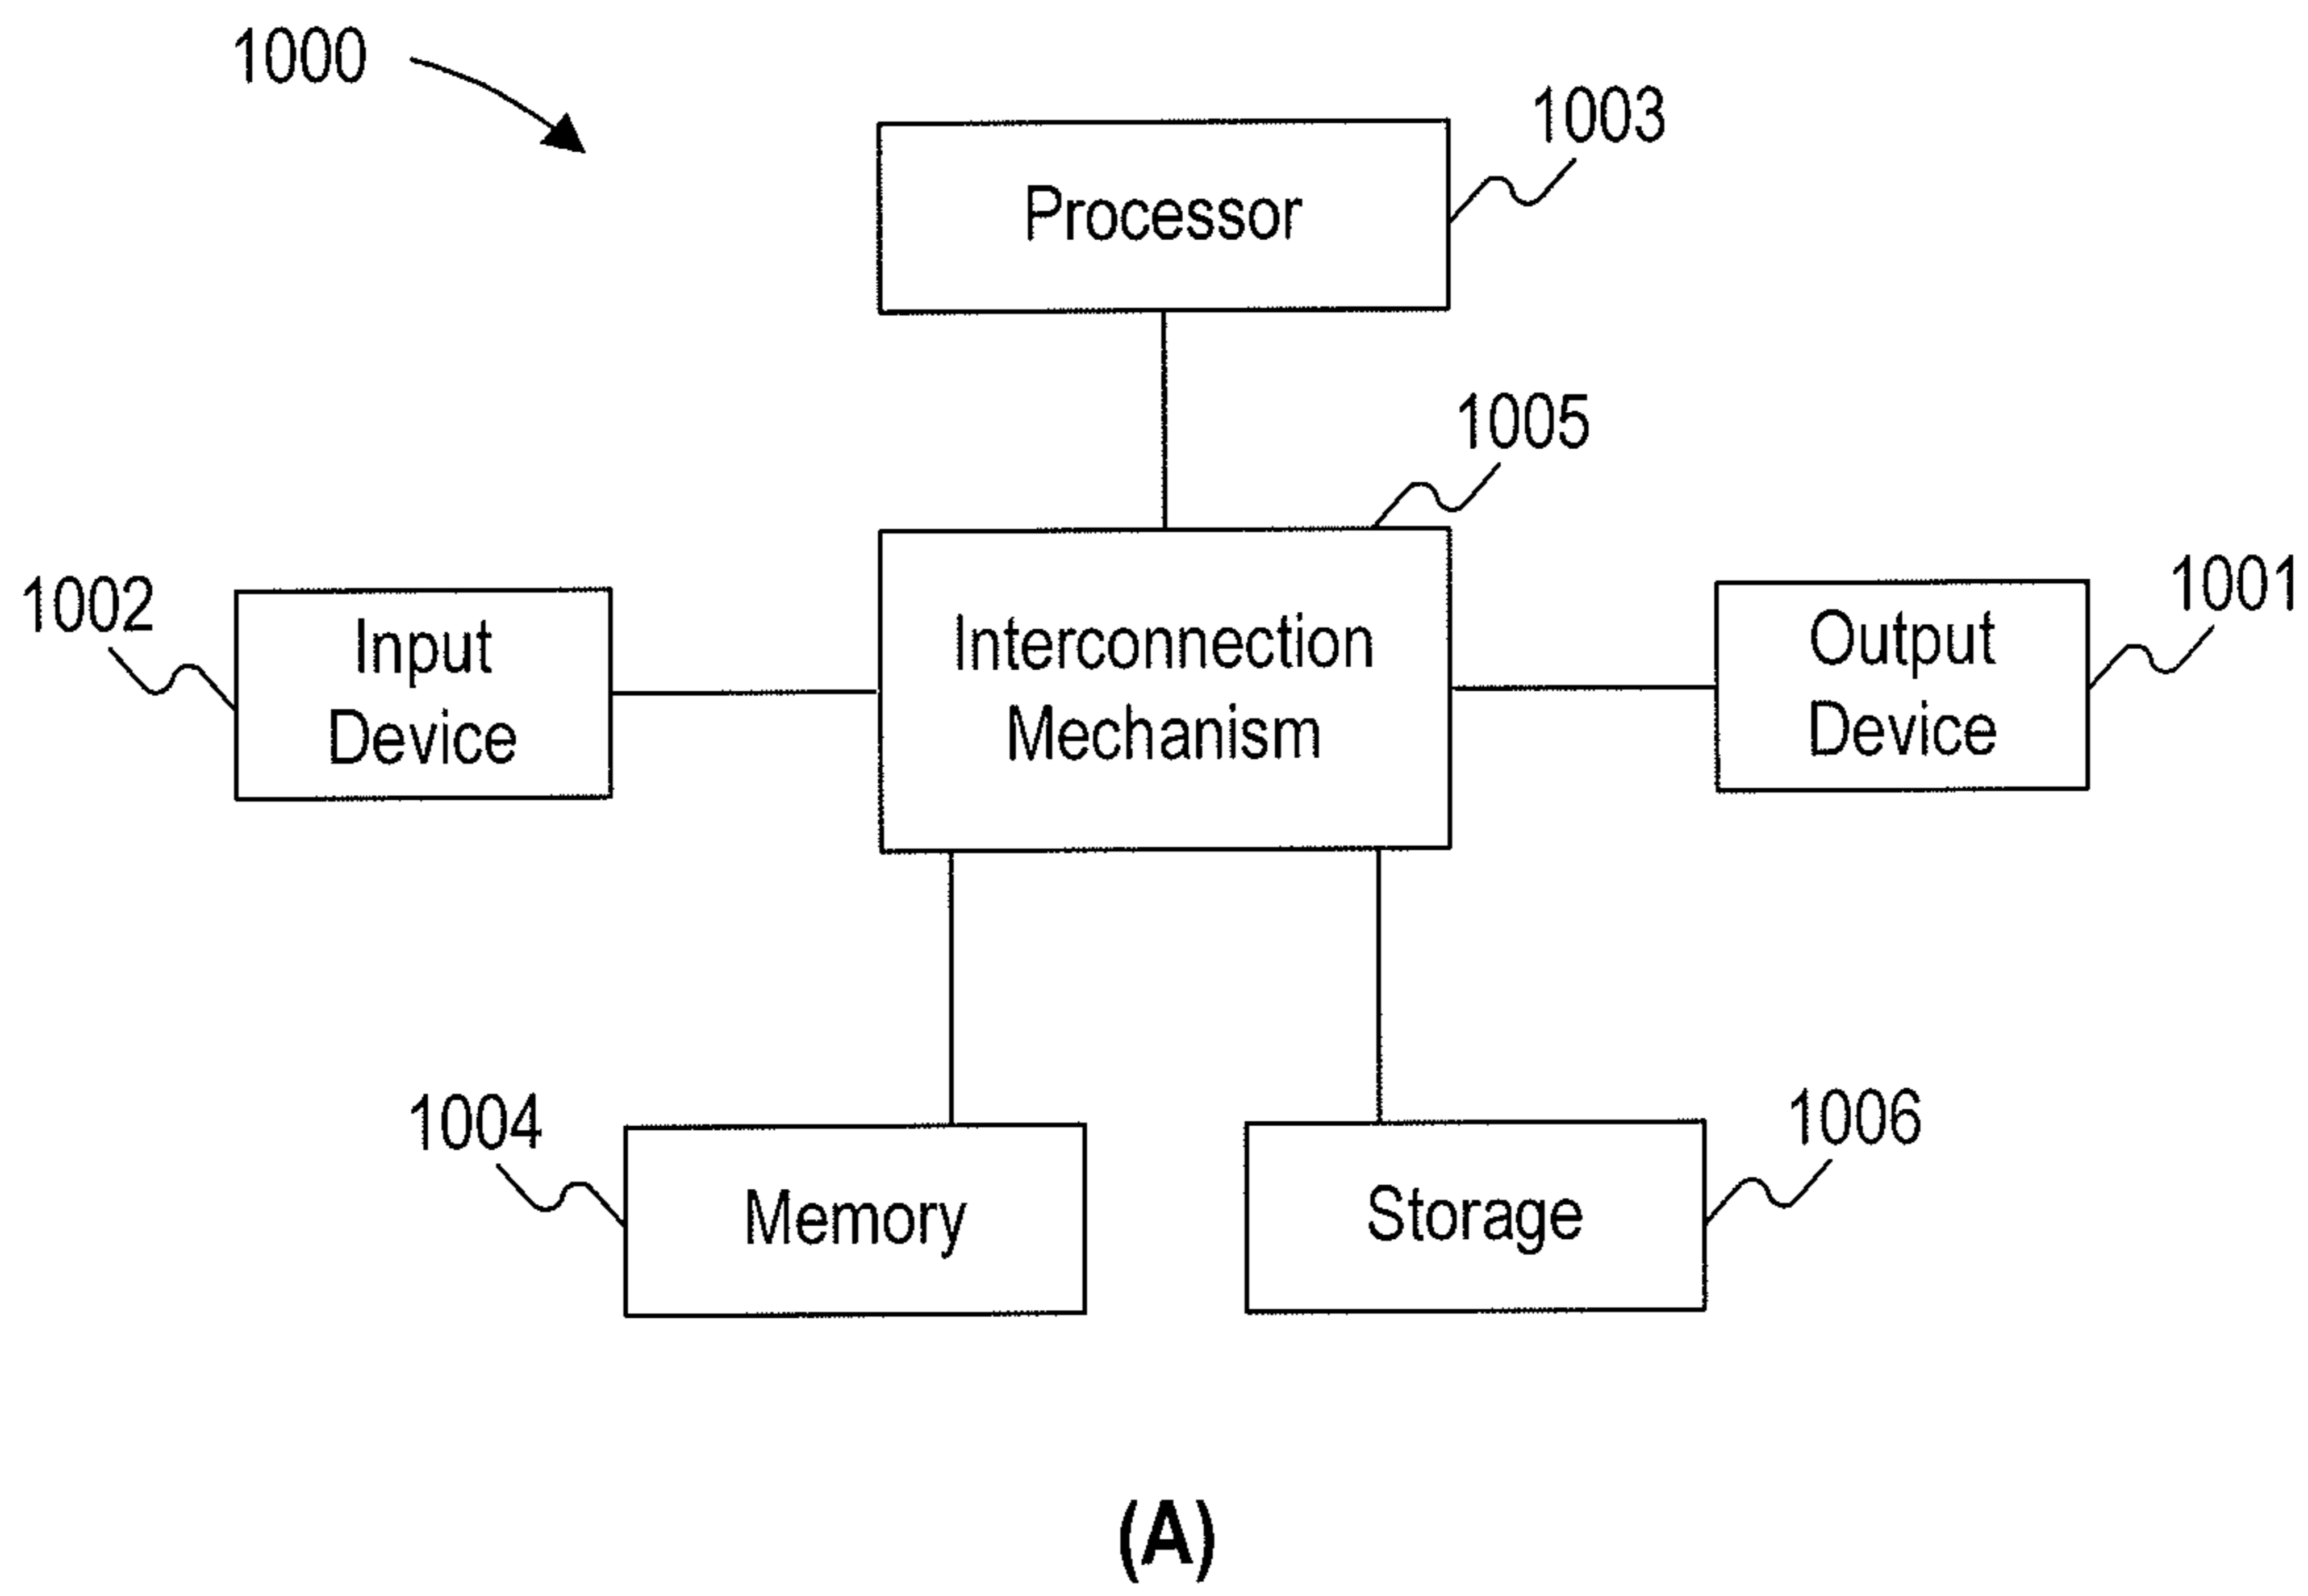 1000
1003
Processor
1005
1002
Input
Device
Interconnection
Mechanism
1001
Output
Device
1004
Memory
1006
Storage
(A)